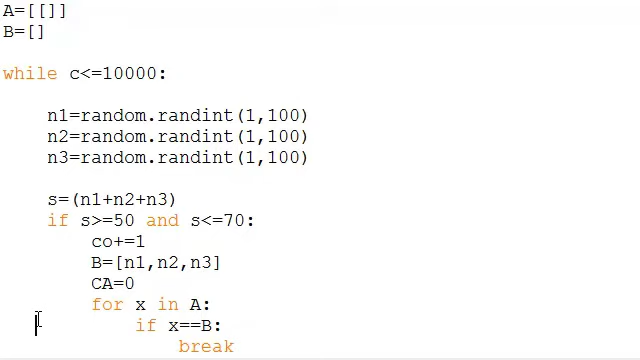 A=[[]]
B=[]
while c<=10000:
n1=random.randint(1,100)
n2=random.randint(1,100)
n3=random.randint(1,100)
s=(n1+n2+n3)
if s>=50 and s<=70:
co+=1
B=[n1,n2,n3]
CA=0
for x in A:
if x==B:
break